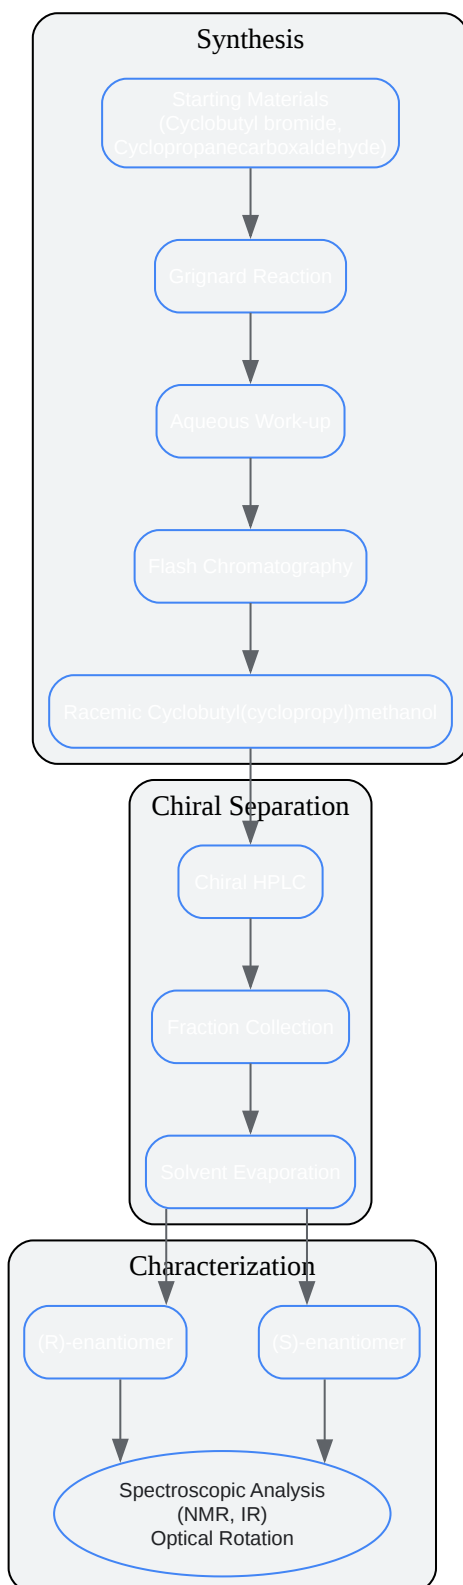 Synthesis
Starting Materials
(Cyclobutyl bromide,
Cyclopropanecarboxaldehyde)
Grignard Reaction
Aqueous Work-up
Flash Chromatography
Racemic Cyclobutyl(cyclopropyl)methanol
Chiral Separation
Chiral HPLC
Fraction Collection
Solvent Evaporation
Characterization
(R)-enantiomer
(S)-enantiomer
Spectroscopic Analysis
(NMR, IR)
Optical Rotation